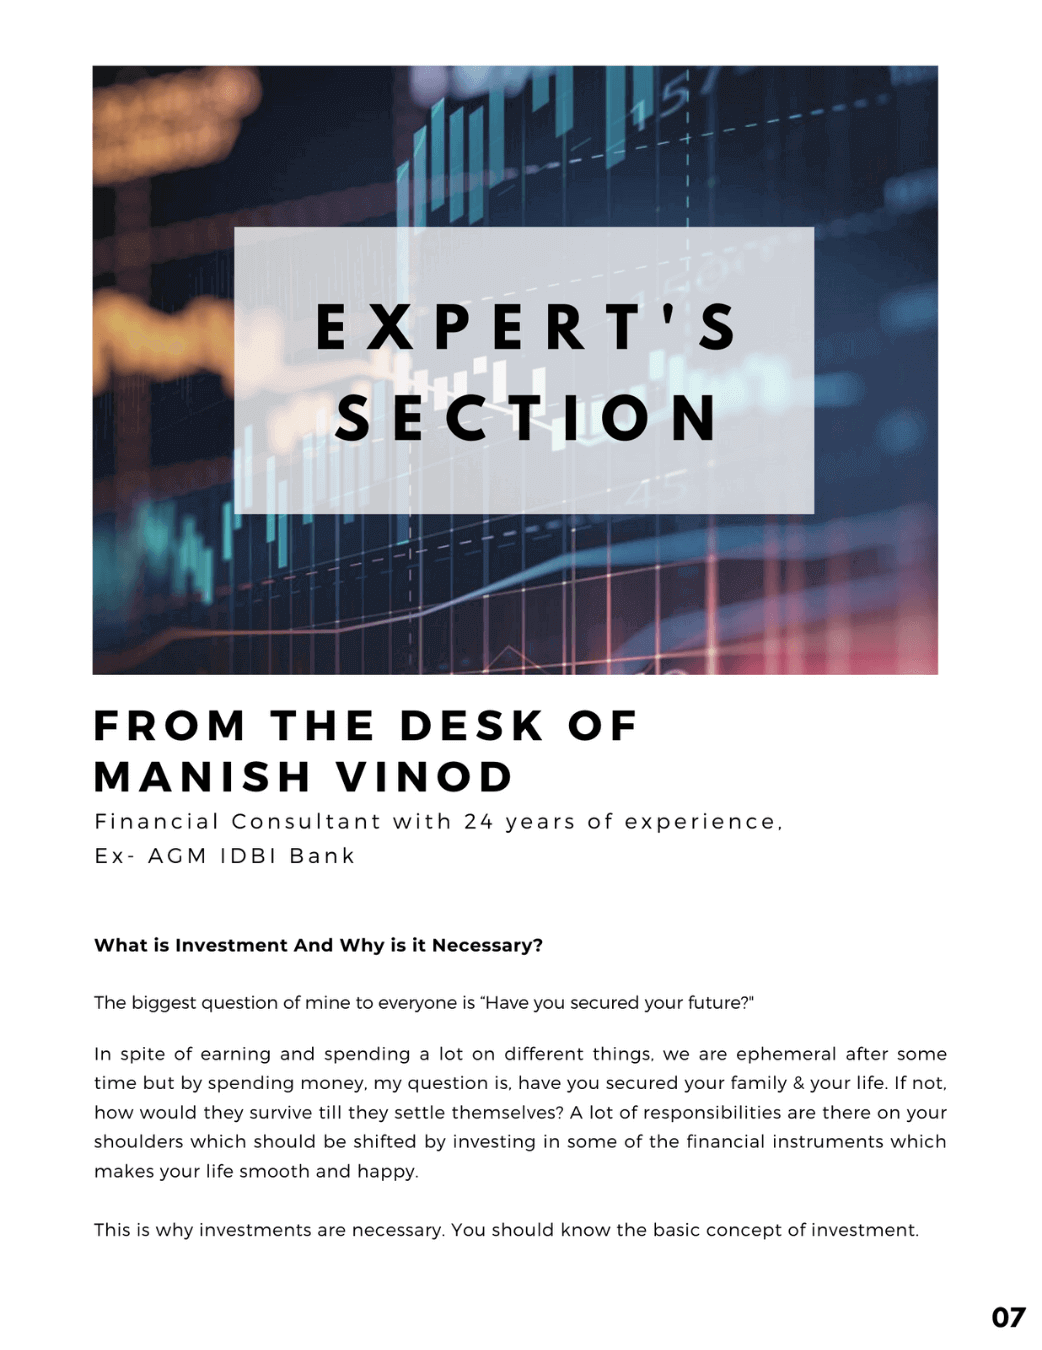 EXPERT'S
SECTION
FROM THE DESK OF
MANISH VINOD
Financial Consultant with 24 years of experience,
Ex- AGM IDBI Bank
What is Investment And Why is it Necessary?
The biggest question of mine to everyone is “Have you secured your future?"
In spite of earning and spending a lot on different things, we are ephemeral after some
time but by spending money, my question is, have you secured your family & your life. If not,
how would they survive till they settle themselves? A lot of responsibilities are there on your
shoulders which should be shifted by investing in some of the financial instruments which
makes your life smooth and happy.
This is why investments are necessary. You should know the basic concept of investment.
07